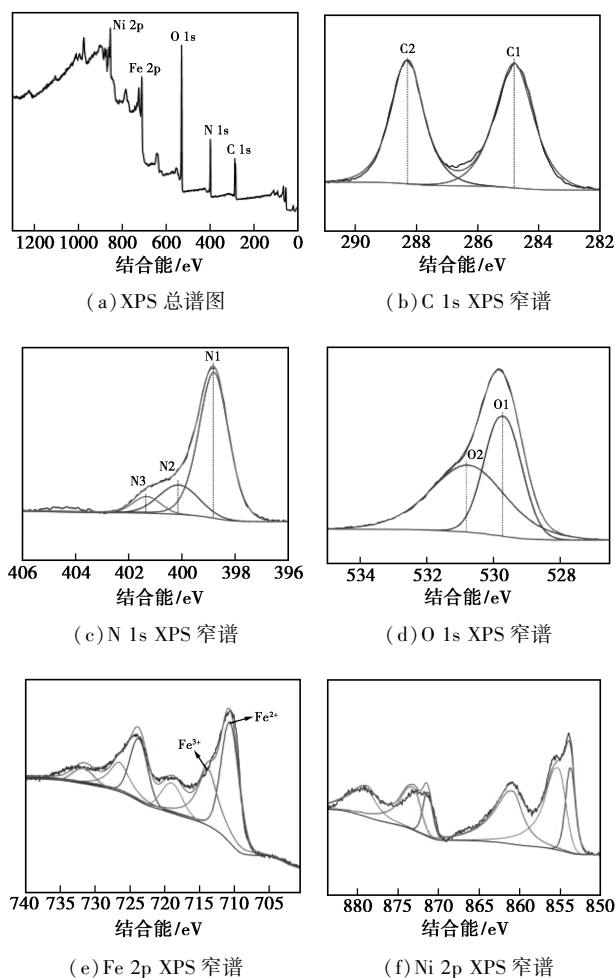 Ni 2p
O 1s
Fe 2p
N 1s
C 1s
1200 1000 800 600 400 200 0
结合能/eV
(a)XPS 总谱图
C2
C1
290 288 286 284 282
结合能/eV
(b)C 1s XPS 窄谱
N1
N2
N3
406 404 402 400 398 396
结合能/eV
(c)N 1s XPS 窄谱
O1
O2
534 532 530 528
结合能/eV
(d)O 1s XPS 窄谱
Fe²⁺
Fe³⁺
740 735 730 725 720 715 710 705
结合能/eV
(e)Fe 2p XPS 窄谱
880 875 870 865 860 855 850
结合能/eV
(f)Ni 2p XPS 窄谱